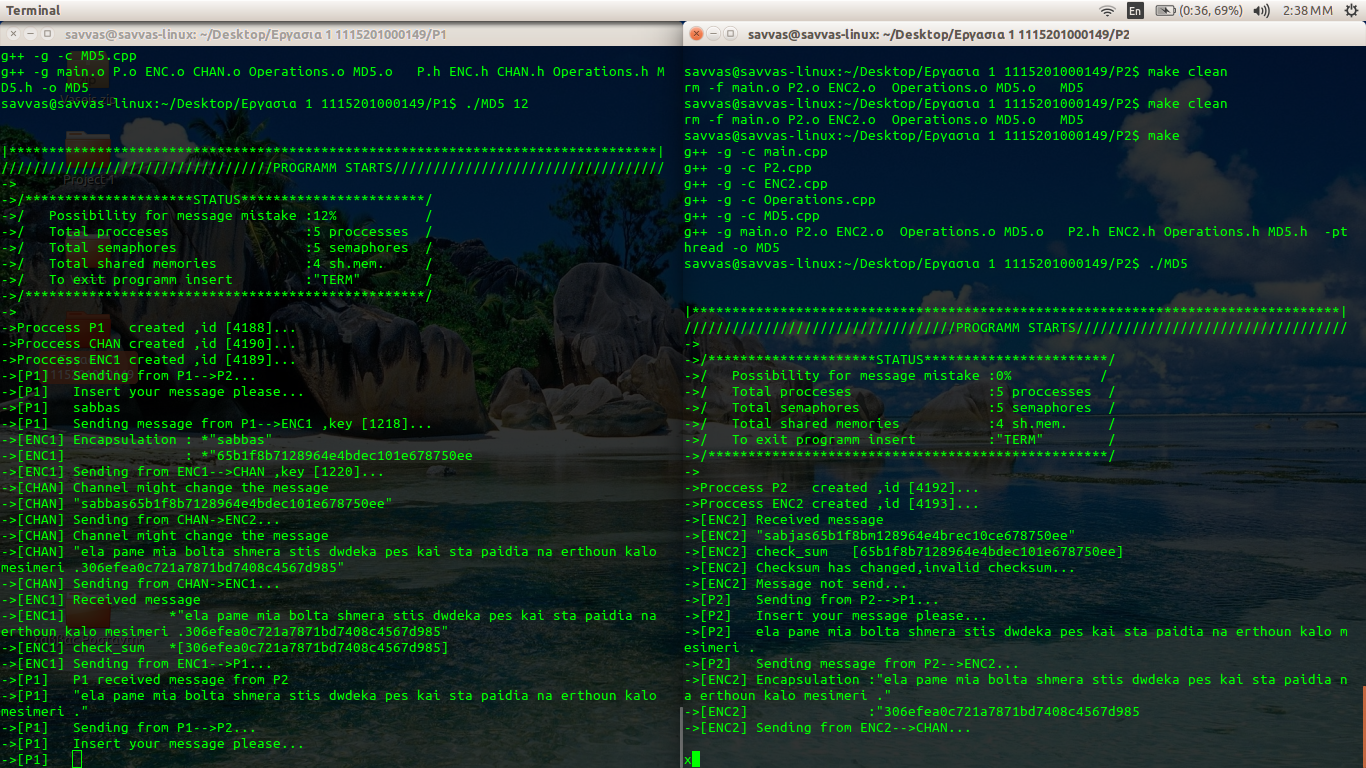 Terminal
En
(0:36, 69%)
2:38 ΜΜ
savvas@savvas-linux: ~/Desktop/Εργασια 1 1115201000149/P1
g++ -g -c MD5.cpp
g++ -g main.o P.o ENC.o CHAN.o Operations.o MD5.o   P.h ENC.h CHAN.h Operations.h M
D5.h -o MD5
savvas@savvas-linux:~/Desktop/Εργασια 1 1115201000149/P1$ ./MD5 12
|*********************************************************************************|
//////////////////////////////////PROGRAMM STARTS//////////////////////////////////
->
->/*********************STATUS***********************/
->/   Possibility for message mistake :12%           /
->/   Total procceses                 :5 proccesses  /
->/   Total semaphores                :5 semaphores  /
->/   Total shared memories           :4 sh.mem.     /
->/   To exit programm insert         :"TERM"        /
->/**************************************************/
->
->Proccess P1   created ,id [4188]...
->Proccess CHAN created ,id [4190]...
->Proccess ENC1 created ,id [4189]...
->[P1]   Sending from P1-->P2...
->[P1]   Insert your message please...
->[P1]   sabbas
->[P1]   Sending message from P1-->ENC1 ,key [1218]...
->[ENC1] Encapsulation : *"sabbas"
->[ENC1]               : *"65b1f8b7128964e4bdec101e678750ee
->[ENC1] Sending from ENC1-->CHAN ,key [1220]...
->[CHAN] Channel might change the message
->[CHAN] "sabbas65b1f8b7128964e4bdec101e678750ee"
->[CHAN] Sending from CHAN->ENC2...
->[CHAN] Channel might change the message
->[CHAN] "ela pame mia bolta shmera stis dwdeka pes kai sta paidia na erthoun kalo
mesimeri .306efea0c721a7871bd7408c4567d985"
->[CHAN] Sending from CHAN->ENC1...
->[ENC1] Received message
->[ENC1]             *"ela pame mia bolta shmera stis dwdeka pes kai sta paidia na
erthoun kalo mesimeri .306efea0c721a7871bd7408c4567d985"
->[ENC1] check_sum   *[306efea0c721a7871bd7408c4567d985]
->[ENC1] Sending from ENC1-->P1...
->[P1]   P1 received message from P2
->[P1]   "ela pame mia bolta shmera stis dwdeka pes kai sta paidia na erthoun kalo
mesimeri ."
->[P1]   Sending from P1-->P2...
->[P1]   Insert your message please...
->[P1]
savvas@savvas-linux: ~/Desktop/Εργασια 1 1115201000149/P2
savvas@savvas-linux:~/Desktop/Εργασια 1 1115201000149/P2$ make clean
rm -f main.o P2.o ENC2.o  Operations.o MD5.o   MD5
savvas@savvas-linux:~/Desktop/Εργασια 1 1115201000149/P2$ make clean
rm -f main.o P2.o ENC2.o  Operations.o MD5.o   MD5
savvas@savvas-linux:~/Desktop/Εργασια 1 1115201000149/P2$ make
g++ -g -c main.cpp
g++ -g -c P2.cpp
g++ -g -c ENC2.cpp
g++ -g -c Operations.cpp
g++ -g -c MD5.cpp
g++ -g main.o P2.o ENC2.o  Operations.o MD5.o   P2.h ENC2.h Operations.h MD5.h  -pt
hread -o MD5
savvas@savvas-linux:~/Desktop/Εργασια 1 1115201000149/P2$ ./MD5
|*********************************************************************************|
//////////////////////////////////PROGRAMM STARTS//////////////////////////////////
->
->/*********************STATUS***********************/
->/   Possibility for message mistake :0%           /
->/   Total procceses                 :5 proccesses  /
->/   Total semaphores                :5 semaphores  /
->/   Total shared memories           :4 sh.mem.     /
->/   To exit programm insert         :"TERM"        /
->/**************************************************/
->
->Proccess P2   created ,id [4192]...
->Proccess ENC2 created ,id [4193]...
->[ENC2] Received message
->[ENC2] "sabjas65b1f8bm128964e4brec10ce678750ee"
->[ENC2] check_sum   [65b1f8b7128964e4bdec101e678750ee]
->[ENC2] Checksum has changed,invalid checksum...
->[ENC2] Message not send...
->[P2]   Sending from P2-->P1...
->[P2]   Insert your message please...
->[P2]   ela pame mia bolta shmera stis dwdeka pes kai sta paidia na erthoun kalo m
esimeri .
->[P2]   Sending message from P2-->ENC2...
->[ENC2] Encapsulation :"ela pame mia bolta shmera stis dwdeka pes kai sta paidia n
a erthoun kalo mesimeri ."
->[ENC2]               :"306efea0c721a7871bd7408c4567d985
->[ENC2] Sending from ENC2-->CHAN...
x